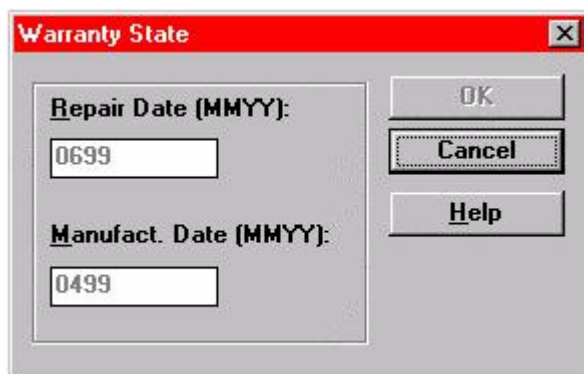 Warranty State
Repair Date (MMYY):
0699
Manufact. Date (MMYY):
0499
OK
Cancel
Help